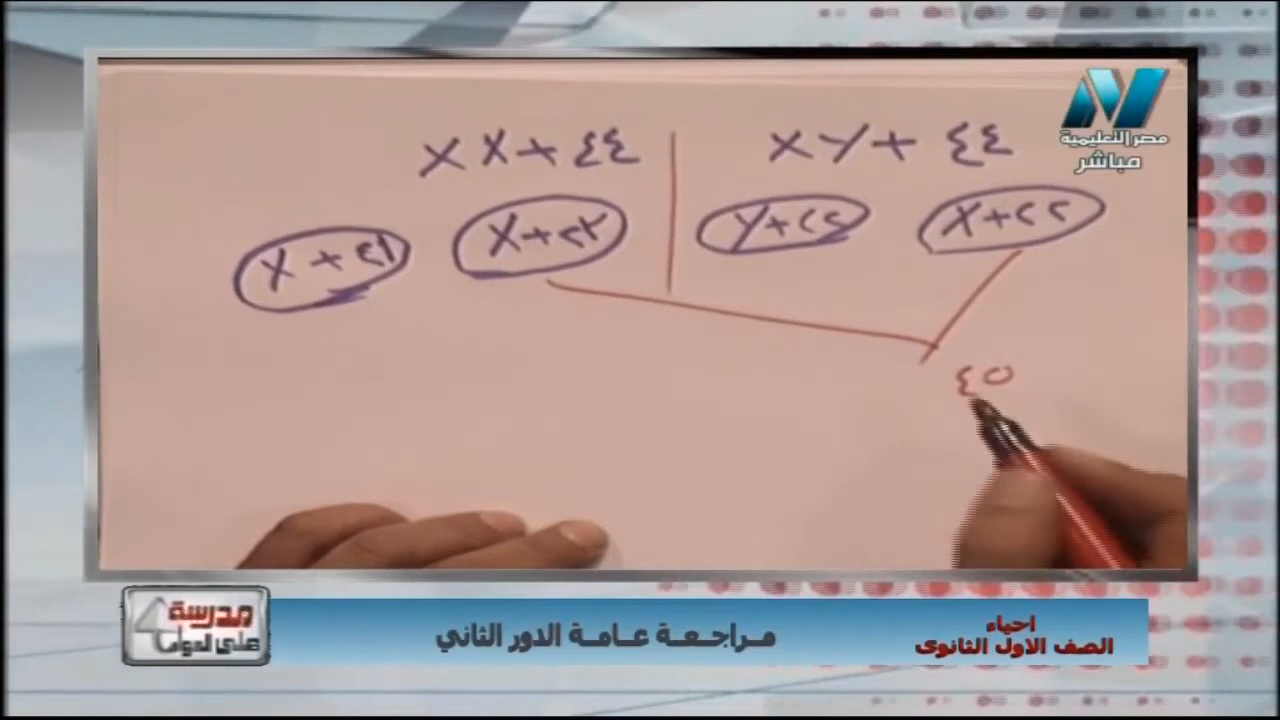 مصر التعليمية
مباشر
XX+٤٤
XY+ ٤٤
X+٢١
X+٢٢
Y+٢٢
X+٢٢
٤٥
احياء
الصف الاول الثانوى
مراجعة عامة الدور الثاني
مدرسة
على الهواء